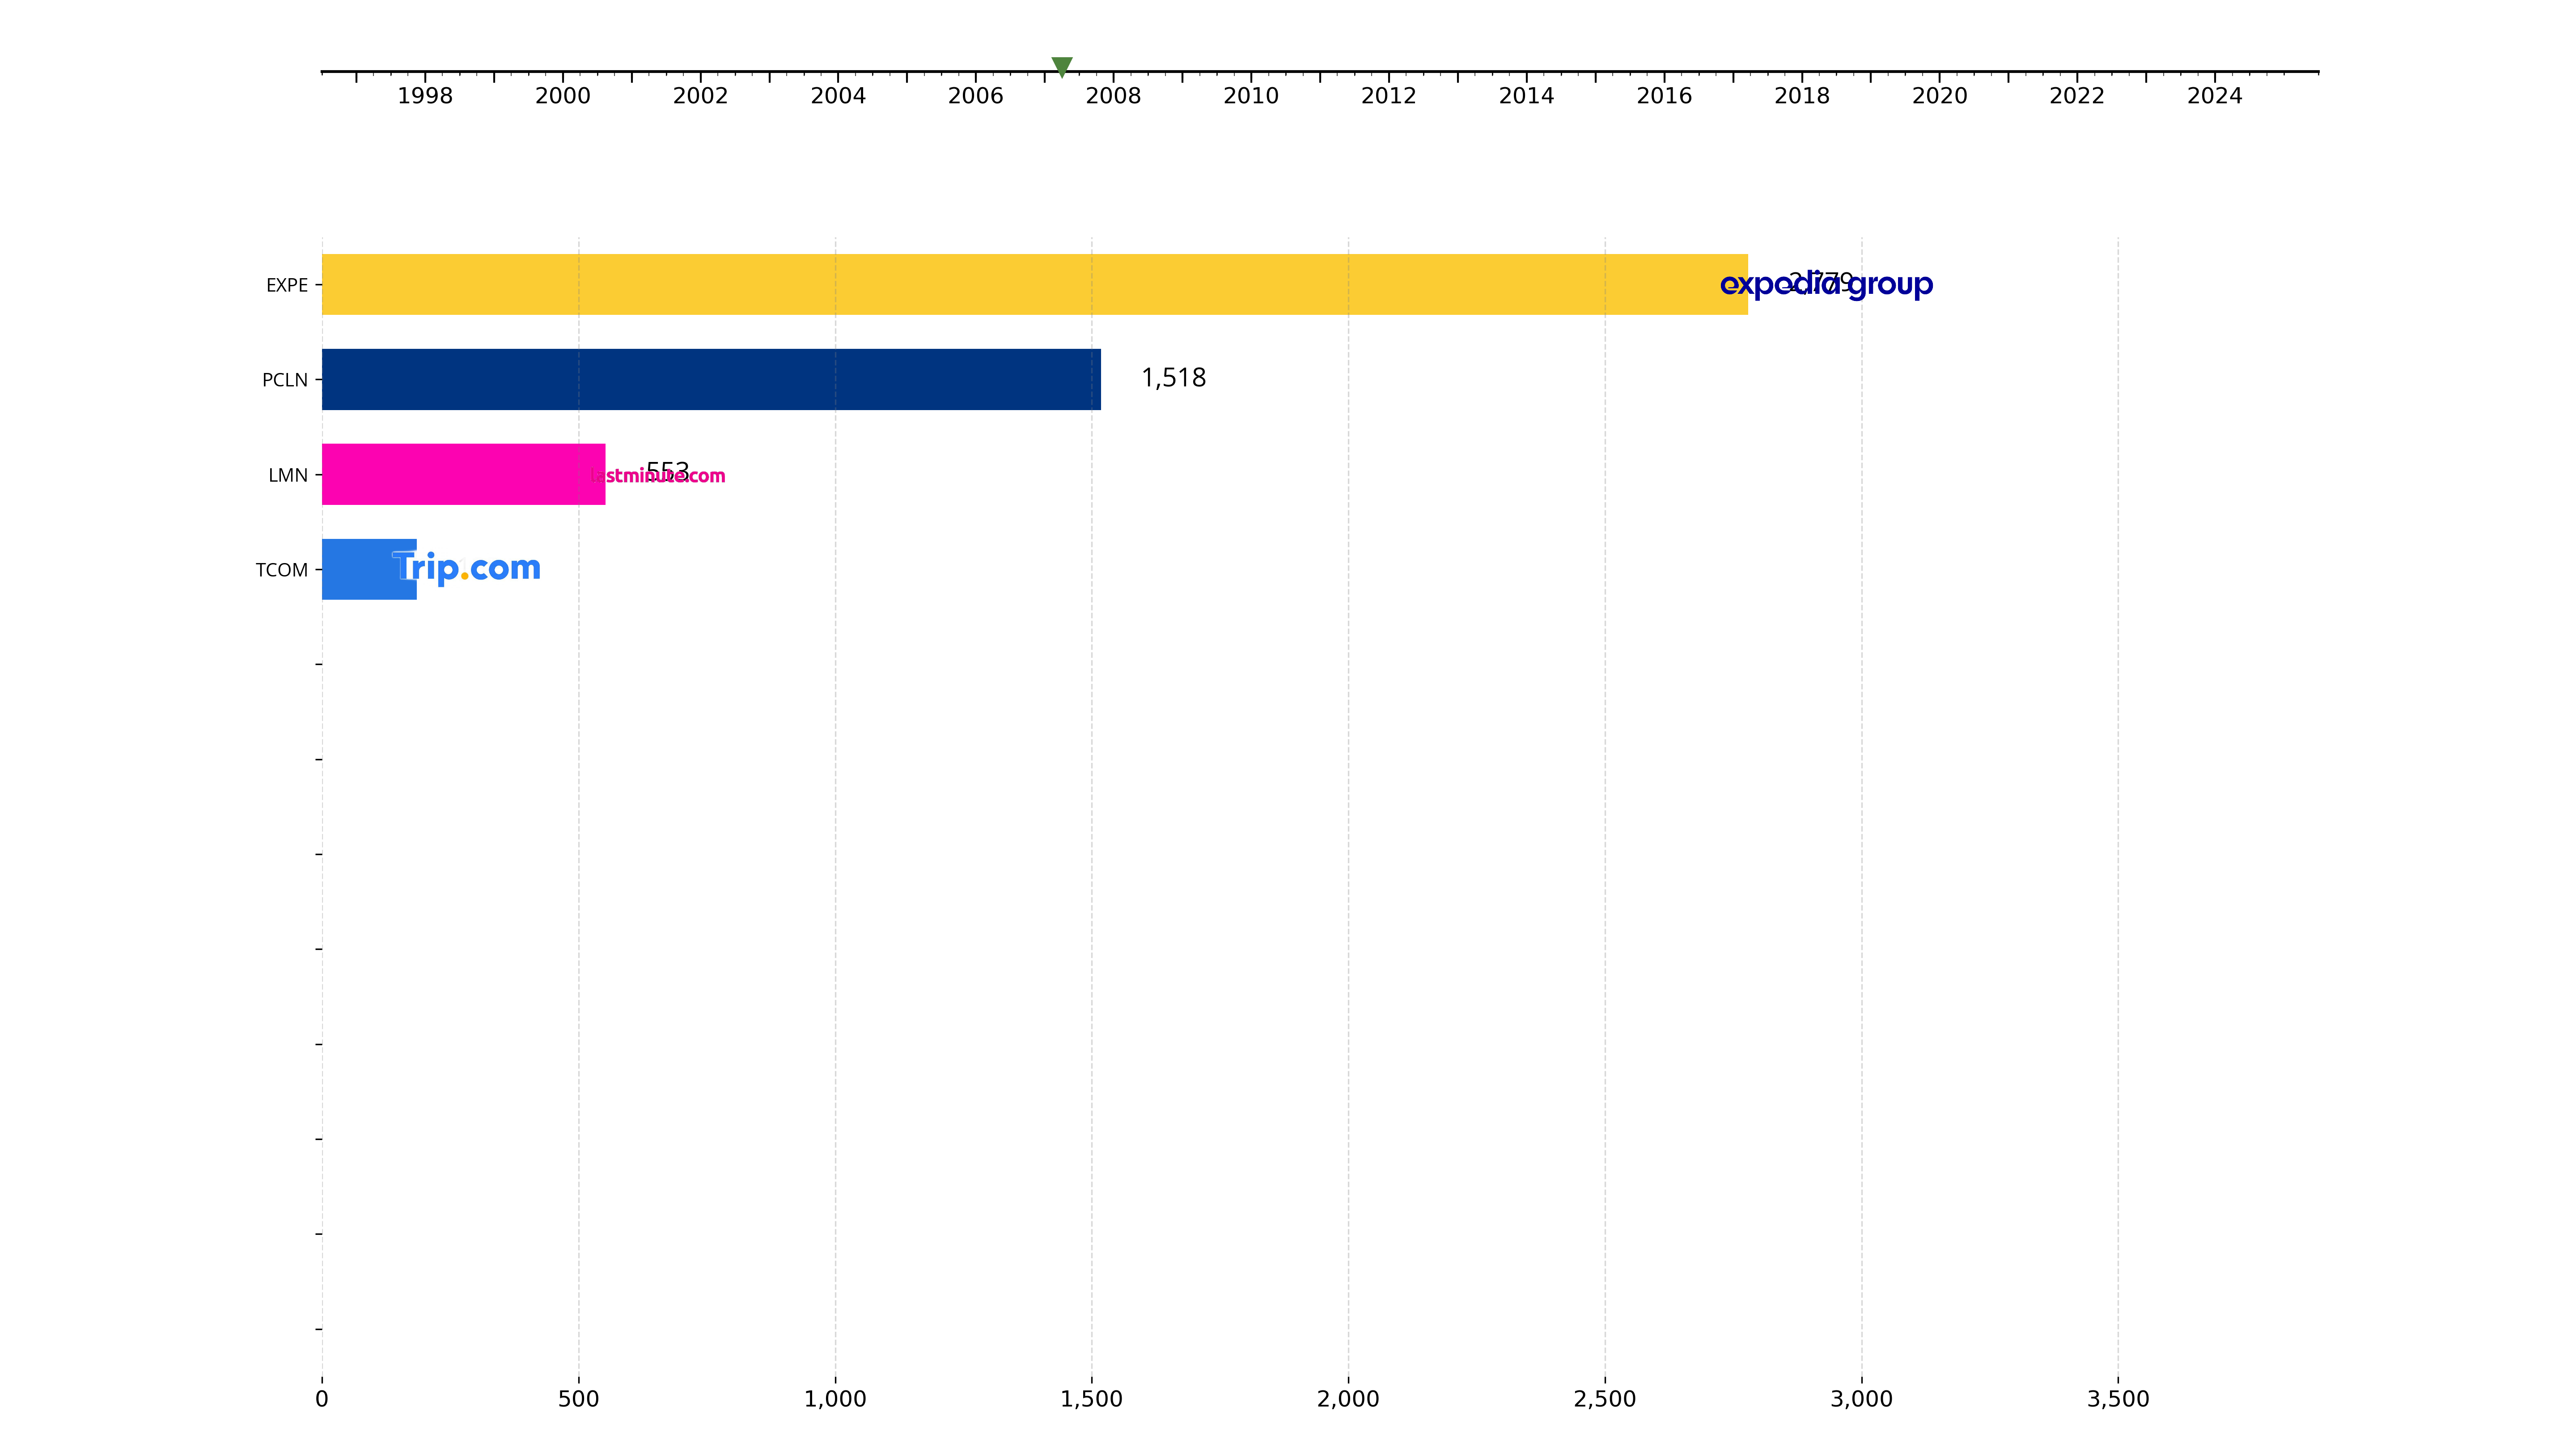 1998 2000 2002 2004 2006 2008 2010 2012 2014 2016 2018 2020 2022 2024
EXPE expedia group 2,779
PCLN 1,518
LMN lastminute.com 553
TCOM Trip.com
0 500 1,000 1,500 2,000 2,500 3,000 3,500